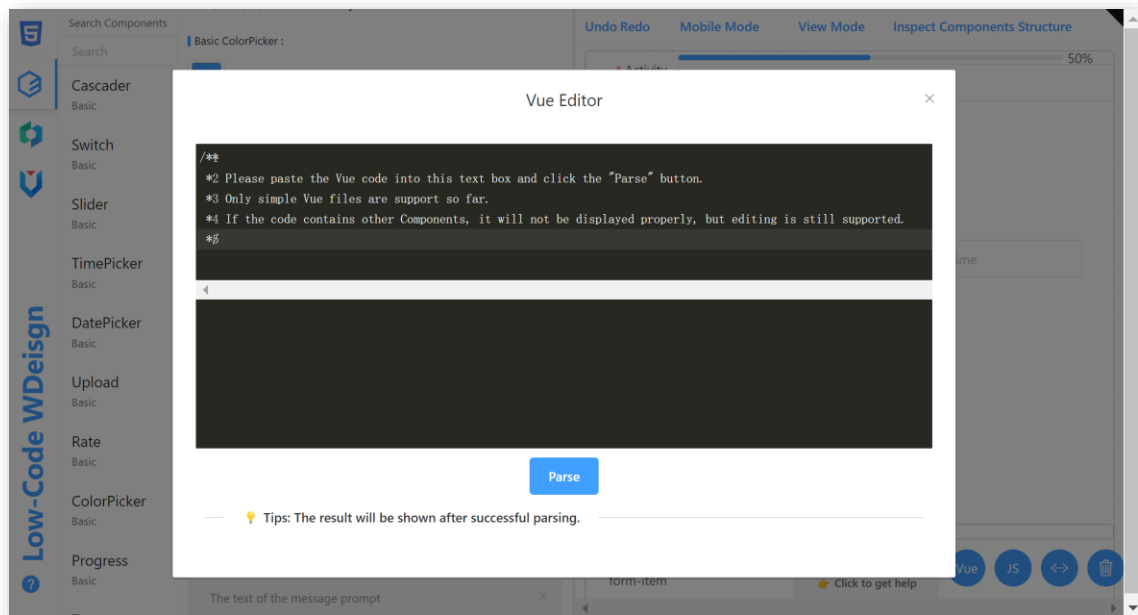 Search Components
Search
Cascader
Basic
Switch
Basic
Slider
Basic
TimePicker
Basic
DatePicker
Basic
Upload
Basic
Rate
Basic
ColorPicker
Basic
Progress
Basic
Low-Code WDeisgn
Basic ColorPicker :
Undo Redo
Mobile Mode
View Mode
Inspect Components Structure
50%
* Activity
Vue Editor
/**
*2 Please paste the Vue code into this text box and click the "Parse" button.
*3 Only simple Vue files are support so far.
*4 If the code contains other Components, it will not be displayed properly, but editing is still supported.
Parse
Tips: The result will be shown after successful parsing.
Vue
JS
form-item
Click to get help
The text of the message prompt